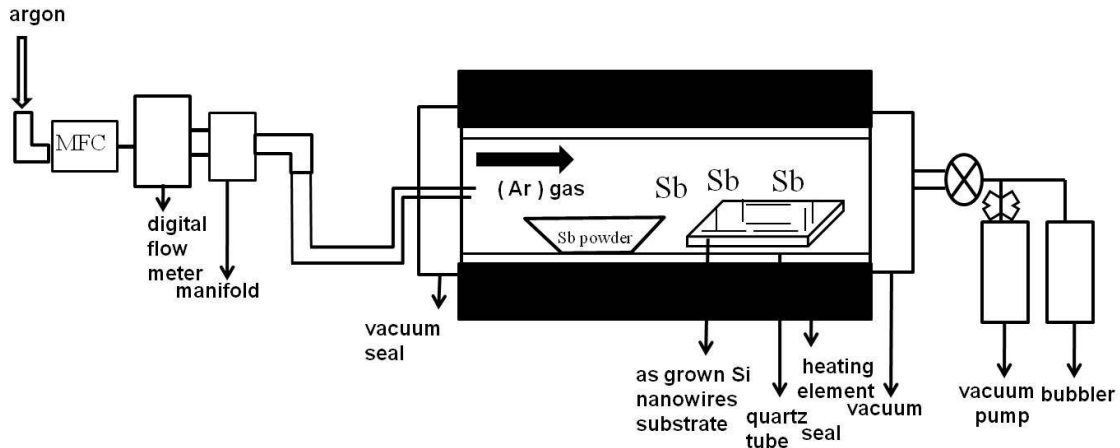 argon
MFC
digital
flow
meter
manifold
( Ar ) gas
Sb Sb Sb
Sb powder
vacuum
seal
as grown Si
nanowires
substrate
quartz
tube
heating
element
vacuum
seal
vacuum
pump
bubbler